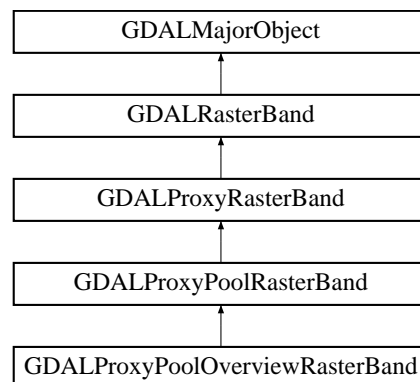 GDALMajorObject
GDALRasterBand
GDALProxyRasterBand
GDALProxyPoolRasterBand
GDALProxyPoolOverviewRasterBand